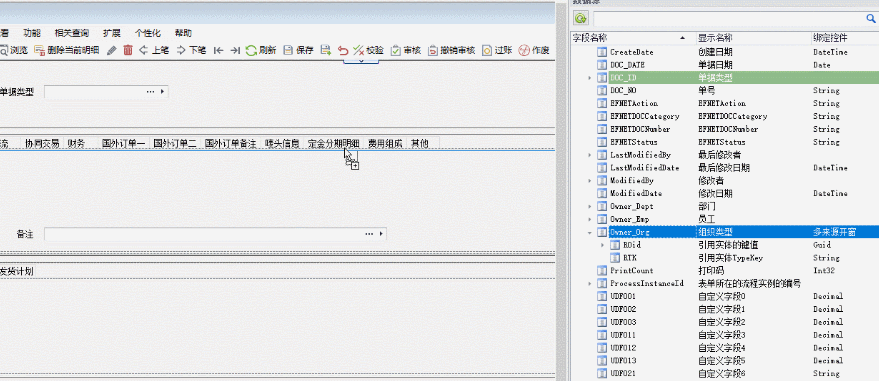 看 功能 相关查询 扩展 个性化 帮助
浏览 删除当前明细 上笔 下笔 刷新 保存 校验 审核 撤销审核 过账 作废
单据类型
流 协同交易 财务 国外订单一 国外订单二 国外订单备注 唛头信息 定金分期明细 费用组成 其他
备注
发货计划
字段名称 显示名称 绑定控件
CreateDate 创建日期 DateTime
DOC_DATE 单据日期 Date
DOC_ID 单据类型
DOC_NO 单号 String
EFNETAction EFNETAction String
EFNETDOCCategory EFNETDOCCategory String
EFNETDOCNumber EFNETDOCNumber String
EFNETStatus EFNETStatus String
LastModifiedBy 最后修改者
LastModifiedDate 最后修改日期 DateTime
ModifiedBy 修改者
ModifiedDate 修改日期 DateTime
Owner_Dept 部门
Owner_Emp 员工
Owner_Org 组织类型 多来源开窗
ROid 引用实体的键值 Guid
RTK 引用实体TypeKey String
PrintCount 打印码 Int32
ProcessInstanceId 表单所在的流程实例的编号
UDF001 自定义字段0 Decimal
UDF002 自定义字段1 Decimal
UDF003 自定义字段2 Decimal
UDF011 自定义字段3 Decimal
UDF012 自定义字段4 Decimal
UDF013 自定义字段5 Decimal
UDF021 自定义字段6 String